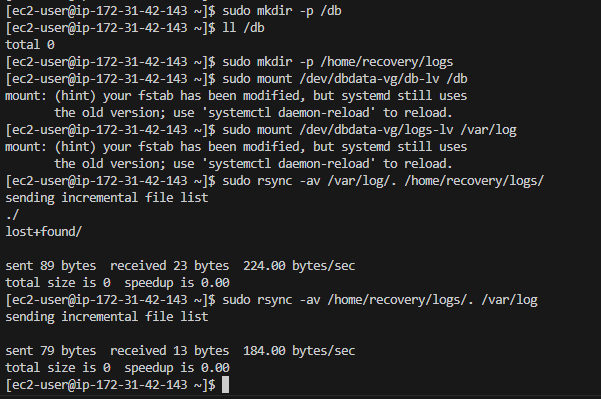 [ec2-user@ip-172-31-42-143 ~]$ sudo mkdir -p /db
[ec2-user@ip-172-31-42-143 ~]$ ll /db
total 0
[ec2-user@ip-172-31-42-143 ~]$ sudo mkdir -p /home/recovery/logs
[ec2-user@ip-172-31-42-143 ~]$ sudo mount /dev/dbdata-vg/db-lv /db
mount: (hint) your fstab has been modified, but systemd still uses
       the old version; use 'systemctl daemon-reload' to reload.
[ec2-user@ip-172-31-42-143 ~]$ sudo mount /dev/dbdata-vg/logs-lv /var/log
mount: (hint) your fstab has been modified, but systemd still uses
       the old version; use 'systemctl daemon-reload' to reload.
[ec2-user@ip-172-31-42-143 ~]$ sudo rsync -av /var/log/. /home/recovery/logs/
sending incremental file list
./
lost+found/

sent 89 bytes  received 23 bytes  224.00 bytes/sec
total size is 0  speedup is 0.00
[ec2-user@ip-172-31-42-143 ~]$ sudo rsync -av /home/recovery/logs/. /var/log
sending incremental file list

sent 79 bytes  received 13 bytes  184.00 bytes/sec
total size is 0  speedup is 0.00
[ec2-user@ip-172-31-42-143 ~]$